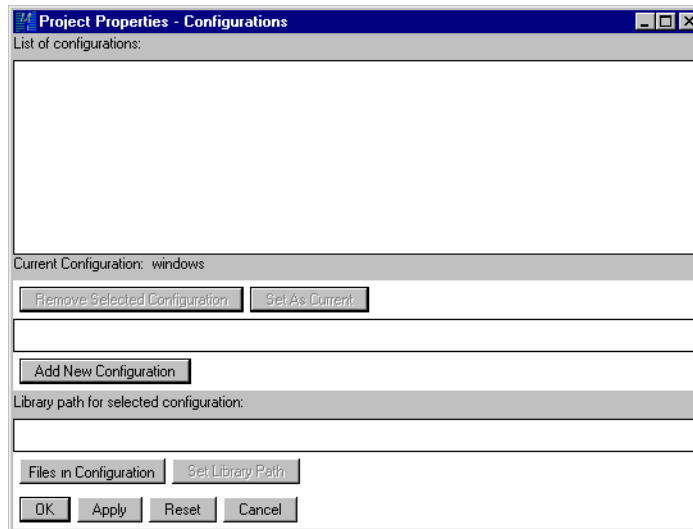 Project Properties - Configurations
List of configurations:
Current Configuration: windows
Remove Selected Configuration Set As Current
Add New Configuration
Library path for selected configuration:
Files in Configuration Set Library Path
OK Apply Reset Cancel